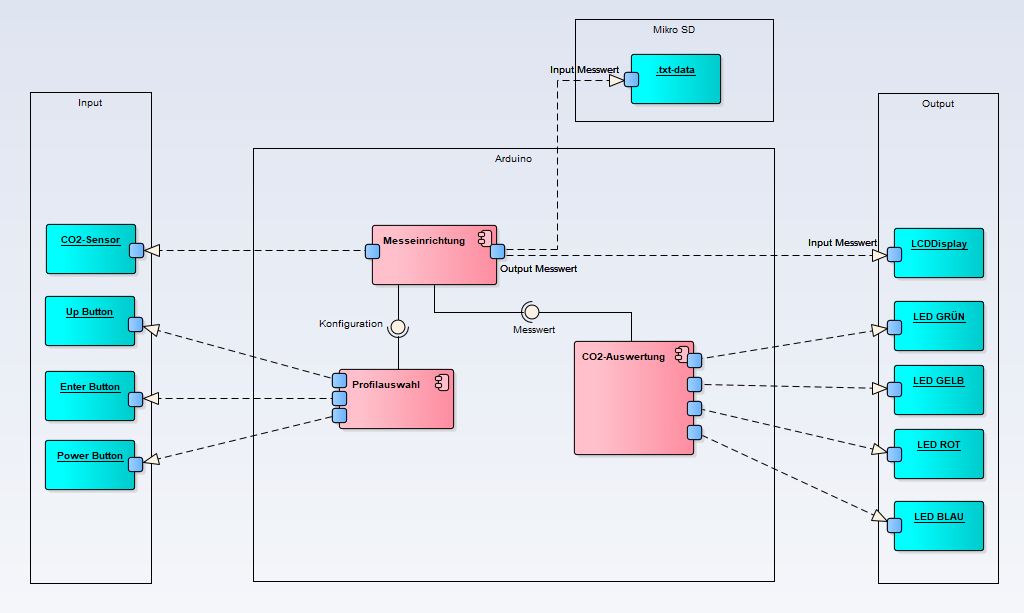 Mikro SD
Input Messwert
.txt-data
Input
Output
Arduino
CO2-Sensor
Messeinrichtung
Input Messwert
LCDDisplay
Output Messwert
Up Button
Konfiguration
Messwert
LED GRÜN
CO2-Auswertung
Enter Button
Profilauswahl
LED GELB
Power Button
LED ROT
LED BLAU